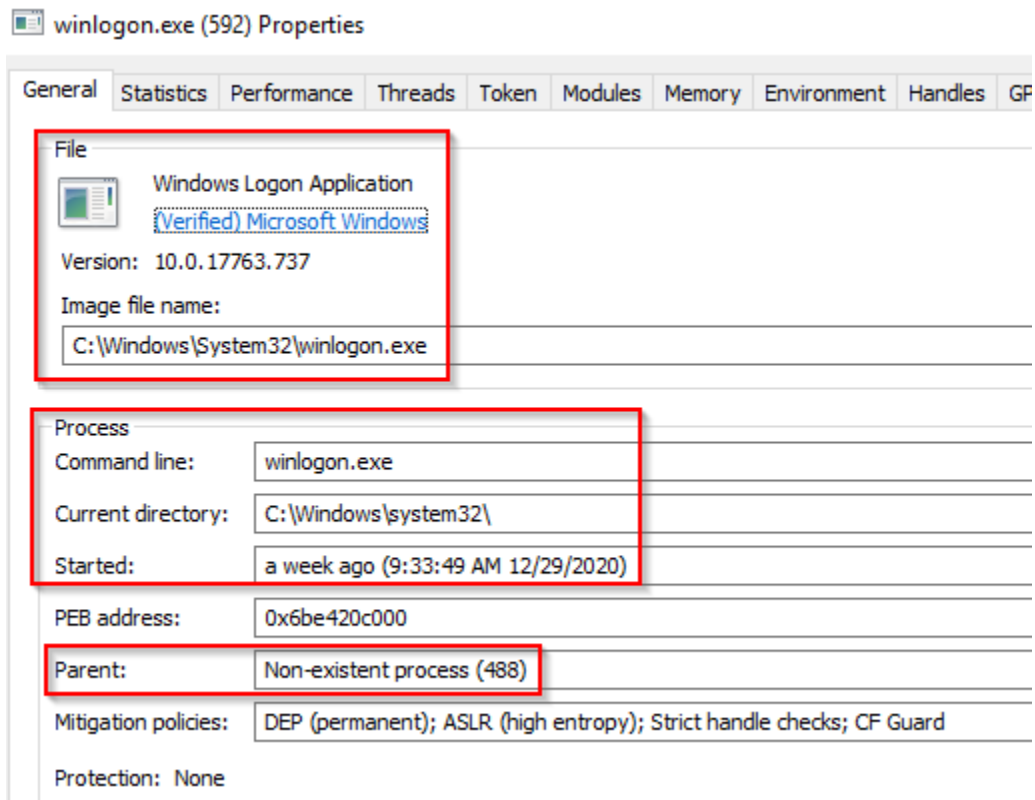 winlogon.exe (592) Properties
General Statistics Performance Threads Token Modules Memory Environment Handles GP
File
Windows Logon Application
(Verified) Microsoft Windows
Version: 10.0.17763.737
Image file name:
C:\Windows\System32\winlogon.exe
Process
Command line: winlogon.exe
Current directory: C:\Windows\system32\
Started: a week ago (9:33:49 AM 12/29/2020)
PEB address: 0x6be420c000
Parent: Non-existent process (488)
Mitigation policies: DEP (permanent); ASLR (high entropy); Strict handle checks; CF Guard
Protection: None